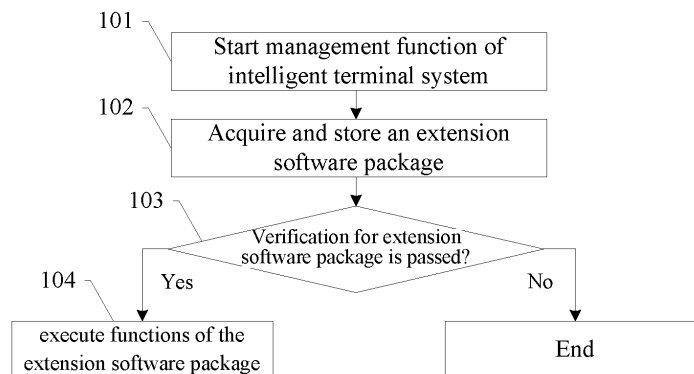 101
Start management function of
intelligent terminal system
102
Acquire and store an extension
software package
103
Verification for extension
software package is passed?
Yes
No
104
execute functions of the
extension software package
End